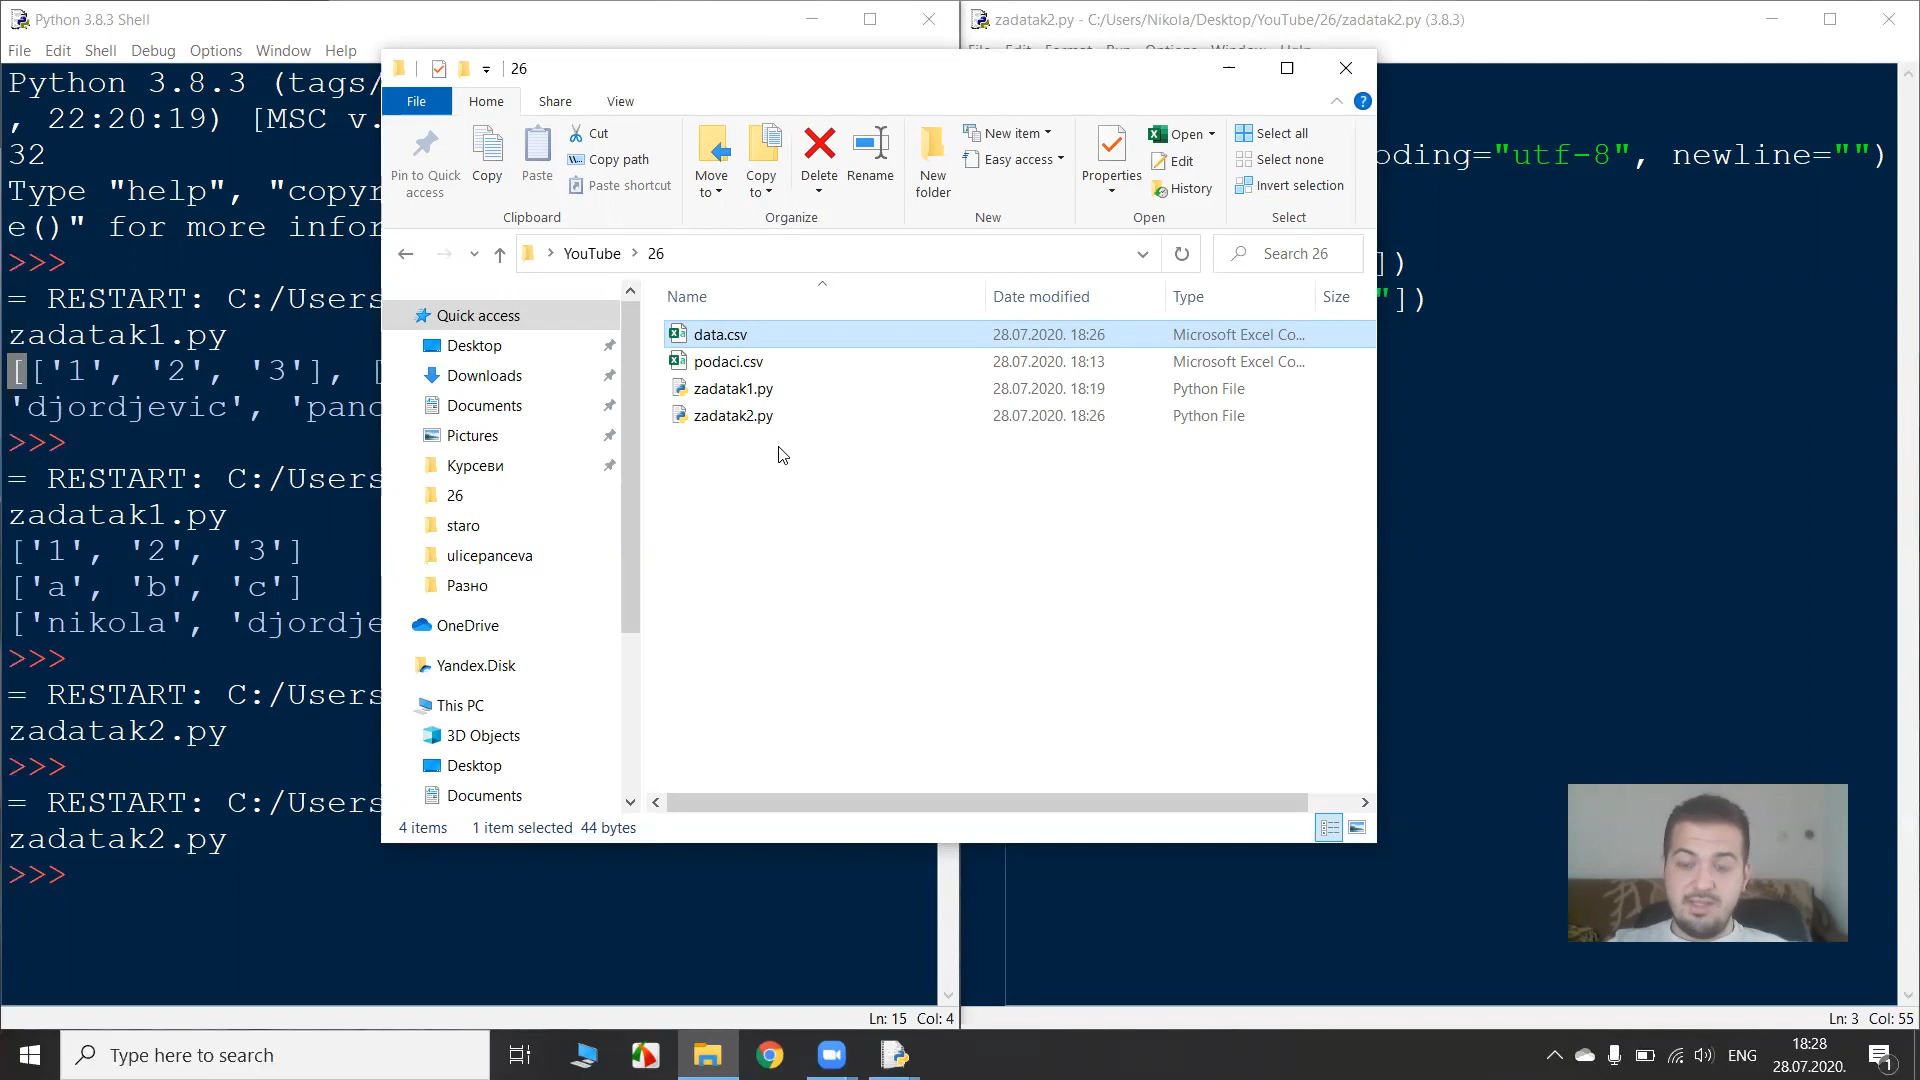 Python 3.8.3 Shell
File Edit Shell Debug Options Window Help
Python 3.8.3 (tags/
, 22:20:19) [MSC v.
32
Type "help", "copyr
e()" for more infor
>>>
= RESTART: C:/Users
zadatak1.py
[['1', '2', '3'], [
'djordjevic', 'panc
>>>
= RESTART: C:/Users
zadatak1.py
['1', '2', '3']
['a', 'b', 'c']
['nikola', 'djordje
>>>
= RESTART: C:/Users
zadatak2.py
>>>
= RESTART: C:/Users
zadatak2.py
>>>
Ln: 15 Col: 4
zadatak2.py - C:/Users/Nikola/Desktop/YouTube/26/zadatak2.py (3.8.3)
File Edit Format Run Options Window Help
oding="utf-8", newline="")
])
"])
Ln: 3 Col: 55
26
File Home Share View
Pin to Quick access
Copy
Paste
Cut
Copy path
Paste shortcut
Clipboard
Move to
Copy to
Delete
Rename
Organize
New folder
New item
Easy access
New
Properties
Open
Edit
History
Open
Select all
Select none
Invert selection
Select
YouTube 26
Search 26
Quick access
Desktop
Downloads
Documents
Pictures
Курсеви
26
staro
ulicepanceva
Разно
OneDrive
Yandex.Disk
This PC
3D Objects
Desktop
Documents
Name Date modified Type Size
data.csv 28.07.2020. 18:26 Microsoft Excel Co...
podaci.csv 28.07.2020. 18:13 Microsoft Excel Co...
zadatak1.py 28.07.2020. 18:19 Python File
zadatak2.py 28.07.2020. 18:26 Python File
4 items 1 item selected 44 bytes
Type here to search
ENG
18:28
28.07.2020.
1